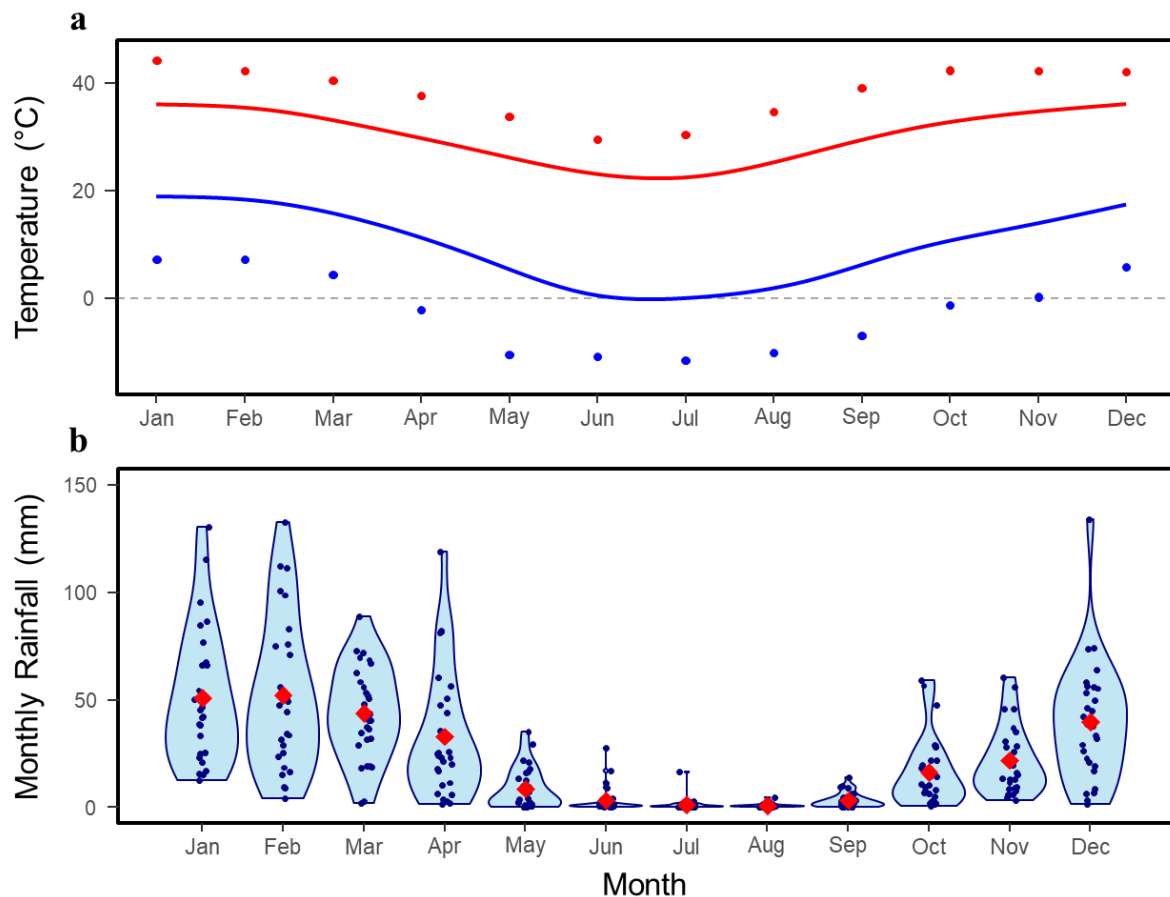 a
Temperature (°C)
40
20
0
Jan Feb Mar Apr May Jun Jul Aug Sep Oct Nov Dec
b
Monthly Rainfall (mm)
150
100
50
0
Jan Feb Mar Apr May Jun Jul Aug Sep Oct Nov Dec
Month